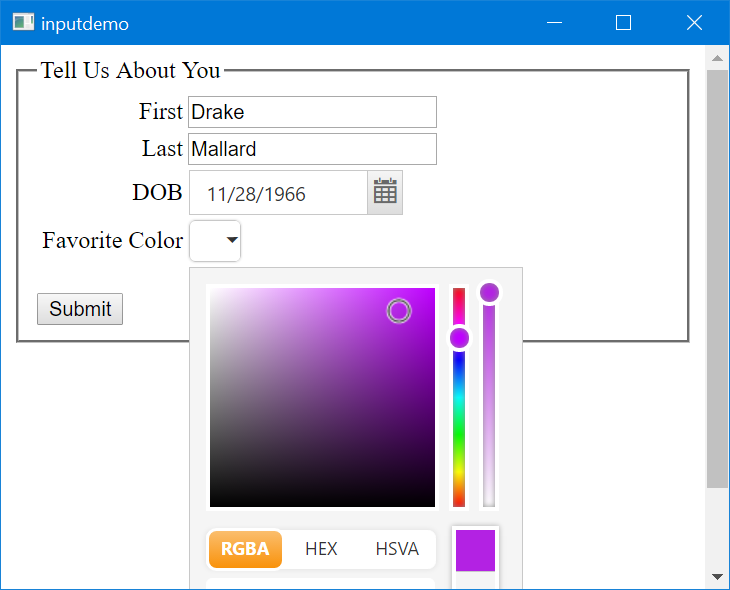 inputdemo
Tell Us About You
First Drake
Last Mallard
DOB 11/28/1966
Favorite Color
Submit
RGBA HEX HSVA